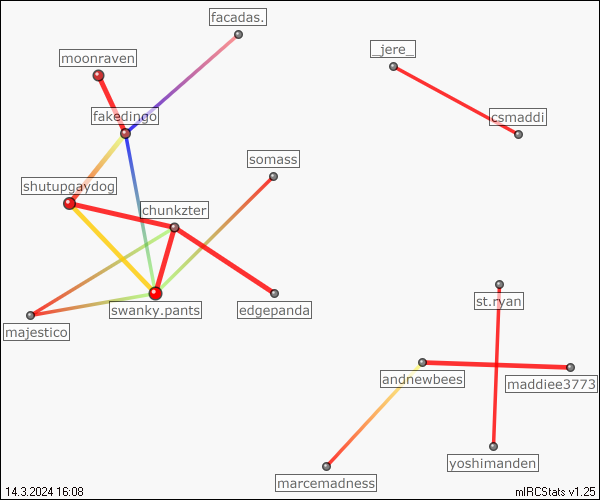 facadas.
_jere_
moonraven
fakedingo
csmaddi
somass
shutupgaydog
chunkzter
st.ryan
swanky.pants
edgepanda
majestico
andnewbees
maddiee3773
yoshimanden
marcemadness
14.3.2024 16:08
mIRCStats v1.25